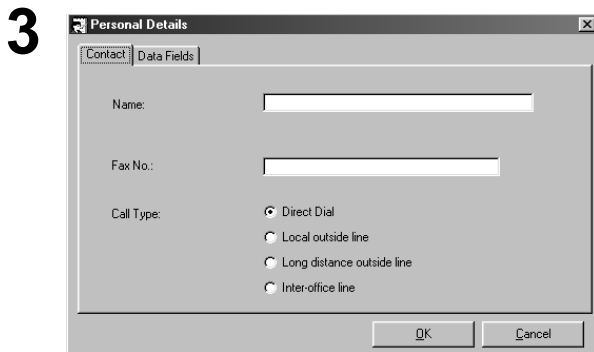 3
Personal Details
Contact Data Fields
Name:
Fax No.:
Call Type: Direct Dial
Local outside line
Long distance outside line
Inter-office line
OK Cancel